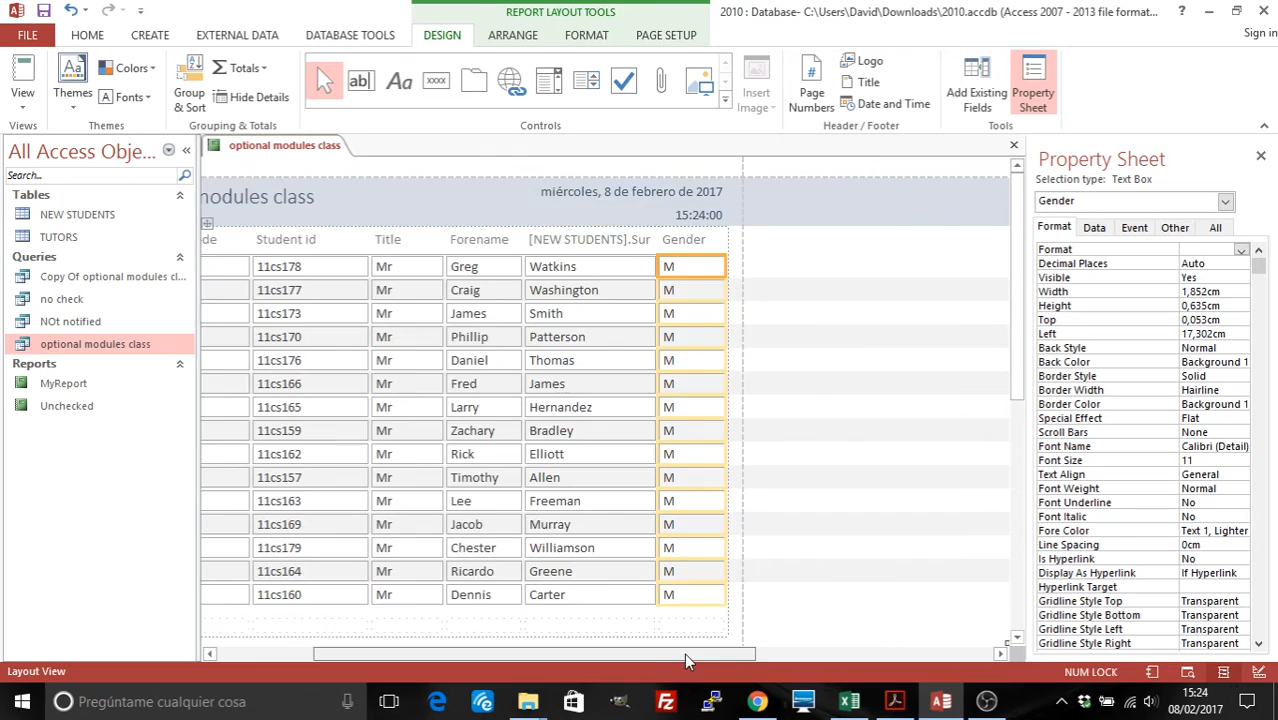 REPORT LAYOUT TOOLS
2010 : Database- C:\Users\David\Downloads\2010.accdb (Access 2007 - 2013 file format...
?
Sign in
FILE HOME CREATE EXTERNAL DATA DATABASE TOOLS DESIGN ARRANGE FORMAT PAGE SETUP
View
Themes
Colors
Fonts
Group & Sort
Totals
Hide Details
ab|
Aa
xxxx
Insert Image
Page Numbers
Logo
Title
Date and Time
Add Existing Fields
Property Sheet
Views
Themes
Grouping & Totals
Controls
Header / Footer
Tools
All Access Obje...
Search...
Tables
NEW STUDENTS
TUTORS
Queries
Copy Of optional modules cl...
no check
NOt notified
optional modules class
Reports
MyReport
Unchecked
optional modules class
modules class
miércoles, 8 de febrero de 2017
15:24:00
de Student id Title Forename [NEW STUDENTS].Sur Gender
11cs178 Mr Greg Watkins M
11cs177 Mr Craig Washington M
11cs173 Mr James Smith M
11cs170 Mr Phillip Patterson M
11cs176 Mr Daniel Thomas M
11cs166 Mr Fred James M
11cs165 Mr Larry Hernandez M
11cs159 Mr Zachary Bradley M
11cs162 Mr Rick Elliott M
11cs157 Mr Timothy Allen M
11cs163 Mr Lee Freeman M
11cs169 Mr Jacob Murray M
11cs179 Mr Chester Williamson M
11cs164 Mr Ricardo Greene M
11cs160 Mr Dennis Carter M
Property Sheet
Selection type: Text Box
Gender
Format Data Event Other All
Format
Decimal Places Auto
Visible Yes
Width 1,852cm
Height 0,635cm
Top 0,053cm
Left 17,302cm
Back Style Normal
Back Color Background 1
Border Style Solid
Border Width Hairline
Border Color Background 1
Special Effect Flat
Scroll Bars None
Font Name Calibri (Detail)
Font Size 11
Text Align General
Font Weight Normal
Font Underline No
Font Italic No
Fore Color Text 1, Lighter
Line Spacing 0cm
Is Hyperlink No
Display As Hyperlink If Hyperlink
Hyperlink Target
Gridline Style Top Transparent
Gridline Style Bottom Transparent
Gridline Style Left Transparent
Gridline Style Right Transparent
Layout View
NUM LOCK
Pregúntame cualquier cosa
15:24
08/02/2017